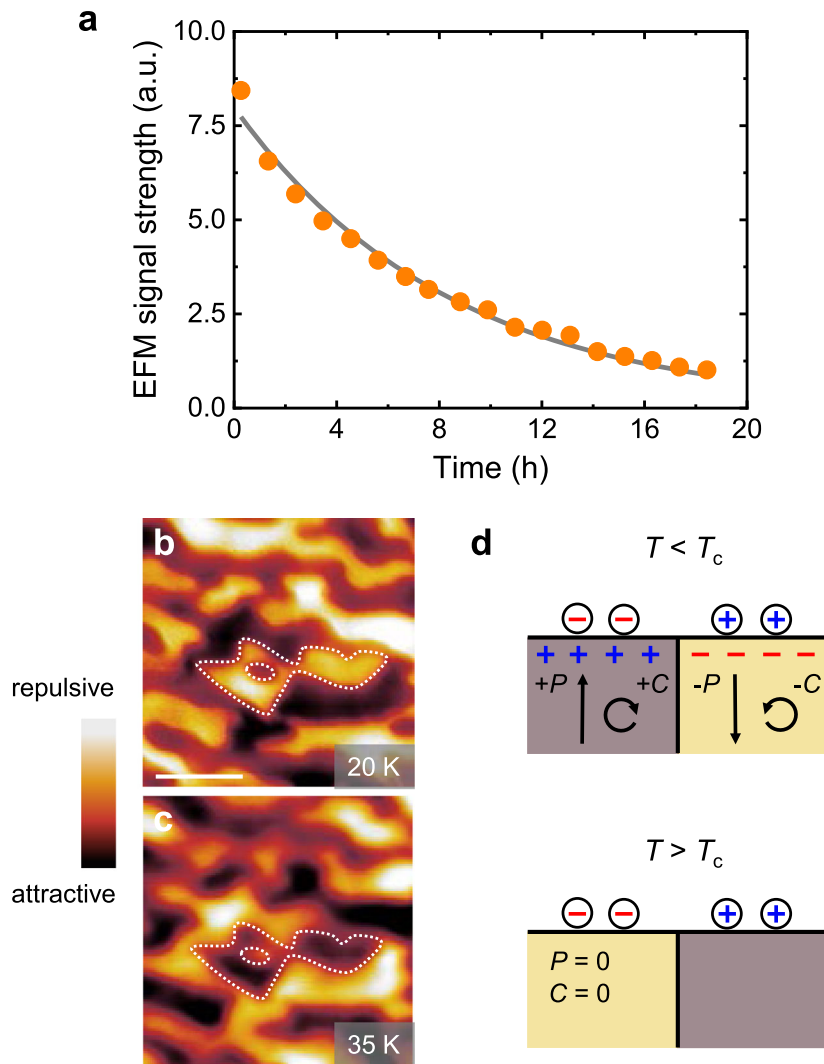 a
10.0
7.5
5.0
2.5
0.0
EFM signal strength (a.u.)
0 4 8 12 16 20
Time (h)
b
20 K
repulsive
attractive
c
35 K
d
T < Tc
− − + +
+ + + + − − − −
+P +C -P -C
T > Tc
− − + +
P = 0
C = 0